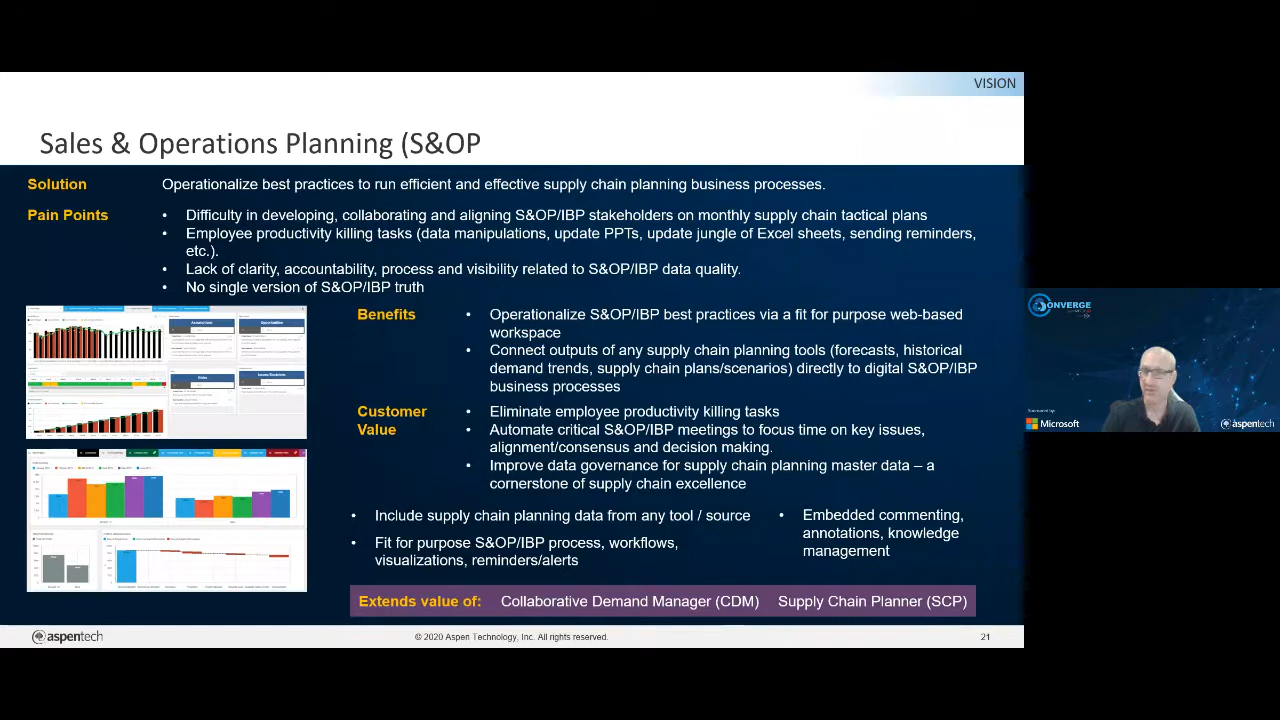 VISION
Sales & Operations Planning (S&OP
Solution
Operationalize best practices to run efficient and effective supply chain planning business processes.
Pain Points
• Difficulty in developing, collaborating and aligning S&OP/IBP stakeholders on monthly supply chain tactical plans
• Employee productivity killing tasks (data manipulations, update PPTs, update jungle of Excel sheets, sending reminders,
etc.).
• Lack of clarity, accountability, process and visibility related to S&OP/IBP data quality.
• No single version of S&OP/IBP truth
Assumptions
Opportunities
Issues/Decisions
Benefits
• Operationalize S&OP/IBP best practices via fit for purpose web-based
workspace
• Connect outputs of any supply chain planning tools (forecasts, historical
demand trends, supply chain plans/scenarios) directly to digital S&OP/IBP
business processes
Customer
Value
• Eliminate employee productivity killing tasks
• Automate critical S&OP/IBP meetings to focus time on key issues,
aligning consensus and decision making.
• Improve data governance for supply chain planning master data – a
cornerstone of supply chain excellence
• Include supply chain planning data from any tool / source
• Fit for purpose S&OP/IBP process, workflows,
visualizations, reminders/alerts
• Embedded commenting,
annotations, knowledge
management
Extends value of: Collaborative Demand Manager (CDM) Supply Chain Planner (SCP)
aspentech
© 2020 Aspen Technology, Inc. All rights reserved.
21
CONVERGE
Sponsored by:
Microsoft
aspentech